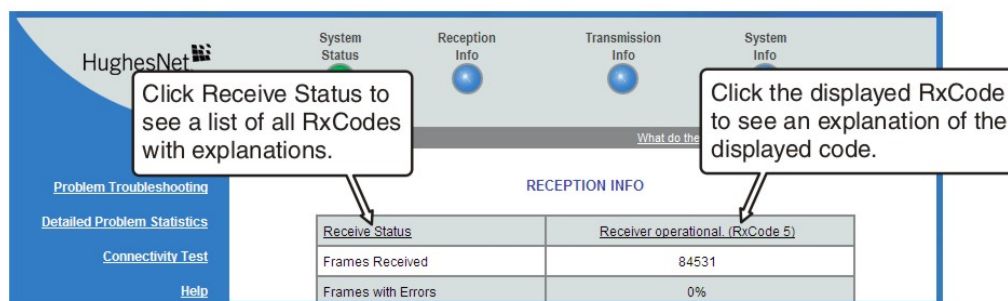 System Status
Reception Info
Transmission Info
System Info
HughesNet
Click Receive Status to
see a list of all RxCodes
with explanations.
Click the displayed RxCode
to see an explanation of the
displayed code.
What do the
Problem Troubleshooting
RECEPTION INFO
Detailed Problem Statistics
Receive Status Receiver operational. (RxCode 5)
Connectivity Test
Frames Received 84531
Help
Frames with Errors 0%